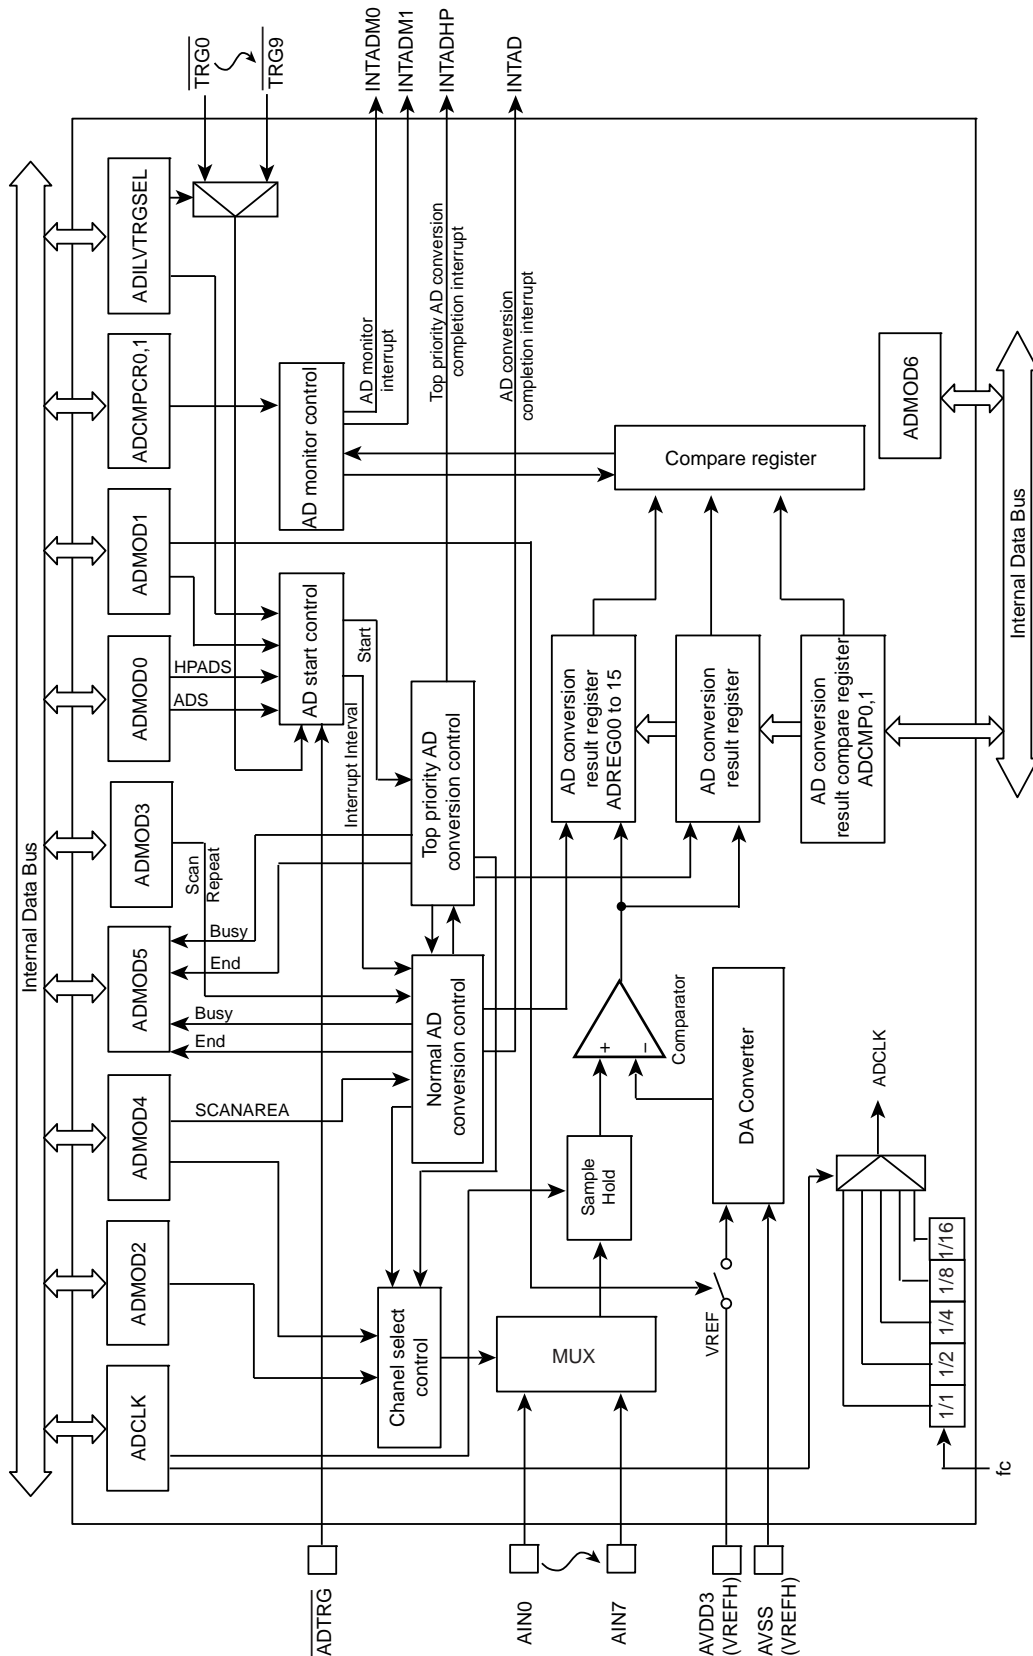 Internal Data Bus
ADCLK
ADMOD2
ADMOD4
ADMOD5
ADMOD3
ADMOD0
ADMOD1
ADCMPCR0,1
ADILVTRGSEL
TRG0
TRG9
SCANAREA
End
Busy
End
Busy
Scan
Repeat
ADS
HPADS
ADTRG
AD start control
AD monitor control
Interrupt Interval
Start
AD monitor
interrupt
INTADM0
INTADM1
Chanel select
control
Normal AD
conversion control
Top priority AD
conversion control
Top priority AD conversion
completion interrupt
INTADHP
AD conversion
completion interrupt
INTAD
AIN0
AIN7
MUX
Sample
Hold
+
–
Comparator
AD conversion
result register
ADREG00 to 15
AD conversion
result register
AD conversion
result compare register
ADCMP0,1
Compare register
AVDD3
(VREFH)
AVSS
(VREFH)
VREF
DA Converter
ADCLK
fc
1/1
1/2
1/4
1/8
1/16
ADMOD6
Internal Data Bus